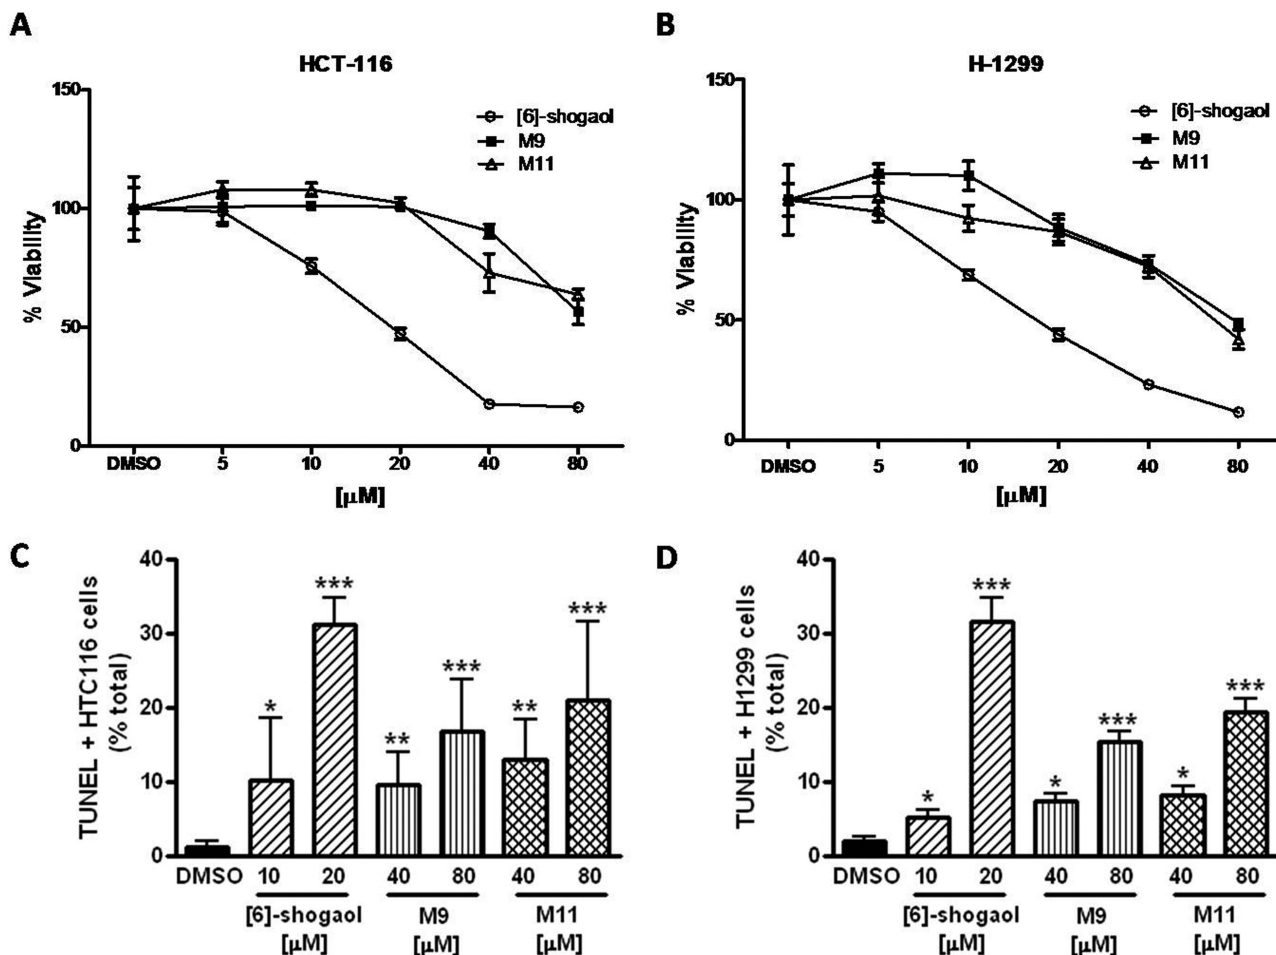 A
HCT-116
150
100
50
0
% Viability
[6]-shogaol
M9
M11
DMSO 5 10 20 40 80
[μM]
B
H-1299
150
100
50
0
% Viability
[6]-shogaol
M9
M11
DMSO 5 10 20 40 80
[μM]
C
TUNEL + HTC116 cells
(% total)
40
30
20
10
0
* *** ** *** ** ***
DMSO 10 20 40 80 40 80
[6]-shogaol M9 M11
[μM] [μM] [μM]
D
TUNEL + H1299 cells
(% total)
40
30
20
10
0
* *** * *** * ***
DMSO 10 20 40 80 40 80
[6]-shogaol M9 M11
[μM] [μM] [μM]